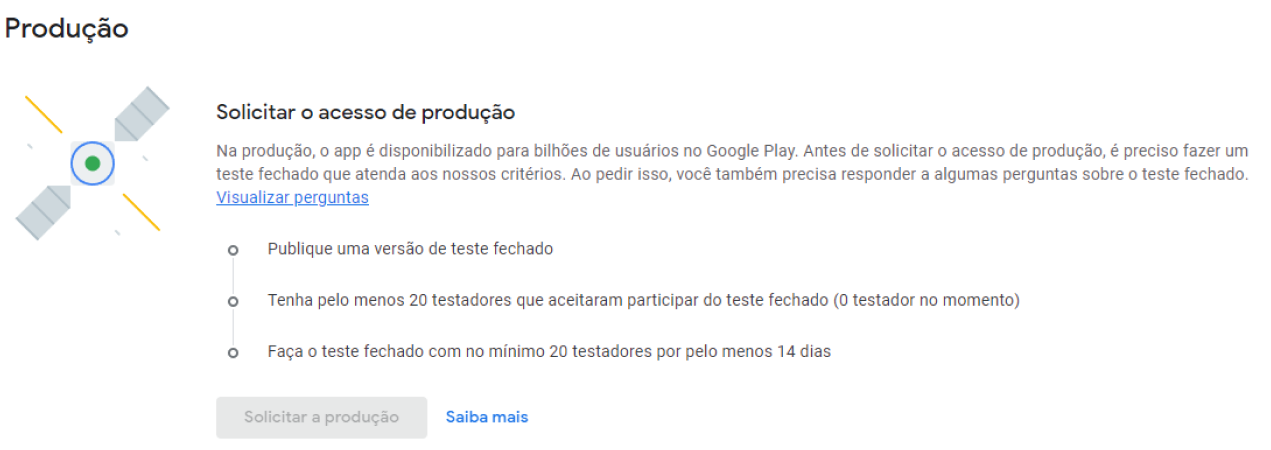 Produção
Solicitar o acesso de produção
Na produção, o app é disponibilizado para bilhões de usuários no Google Play. Antes de solicitar o acesso de produção, é preciso fazer um
teste fechado que atenda aos nossos critérios. Ao pedir isso, você também precisa responder a algumas perguntas sobre o teste fechado.
Visualizar perguntas
Publique uma versão de teste fechado
Tenha pelo menos 20 testadores que aceitaram participar do teste fechado (0 testador no momento)
Faça o teste fechado com no mínimo 20 testadores por pelo menos 14 dias
Solicitar a produção Saiba mais